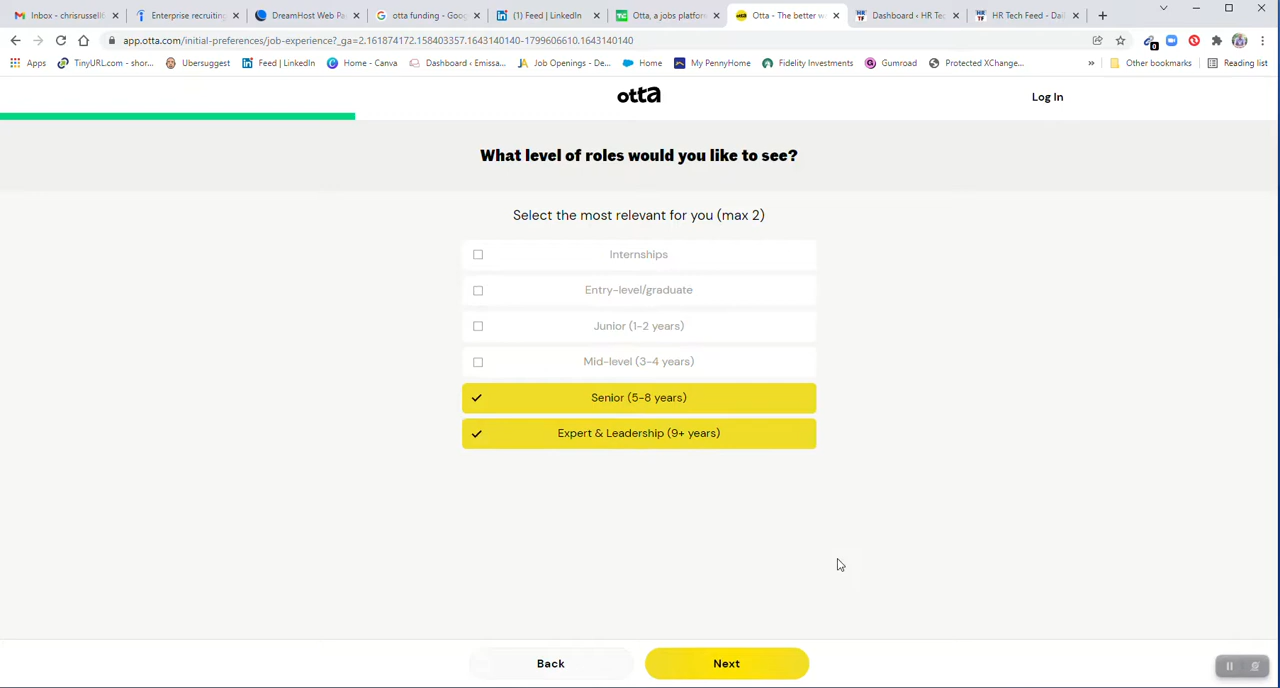 Inbox - chrisrussell@
Enterprise recruiting
DreamHost Web Pa
otta funding - Goog
(1) Feed | LinkedIn
Otta, a jobs platform
Otta - The better w
Dashboard ‹ HR Tec
HR Tech Feed - Dail
app.otta.com/initial-preferences/job-experience?_ga=2.161874172.158403357.1643140140-1799606610.1643140140
Apps
TinyURL.com - shor...
Ubersuggest
Feed | LinkedIn
Home - Canva
Dashboard ‹ Emissa...
Job Openings - De...
Home
My PennyHome
Fidelity Investments
Gumroad
Protected XChange...
»
Other bookmarks
Reading list
otta
Log In
What level of roles would you like to see?
Select the most relevant for you (max 2)
Internships
Entry-level/graduate
Junior (1-2 years)
Mid-level (3-4 years)
Senior (5-8 years)
Expert & Leadership (9+ years)
Back
Next